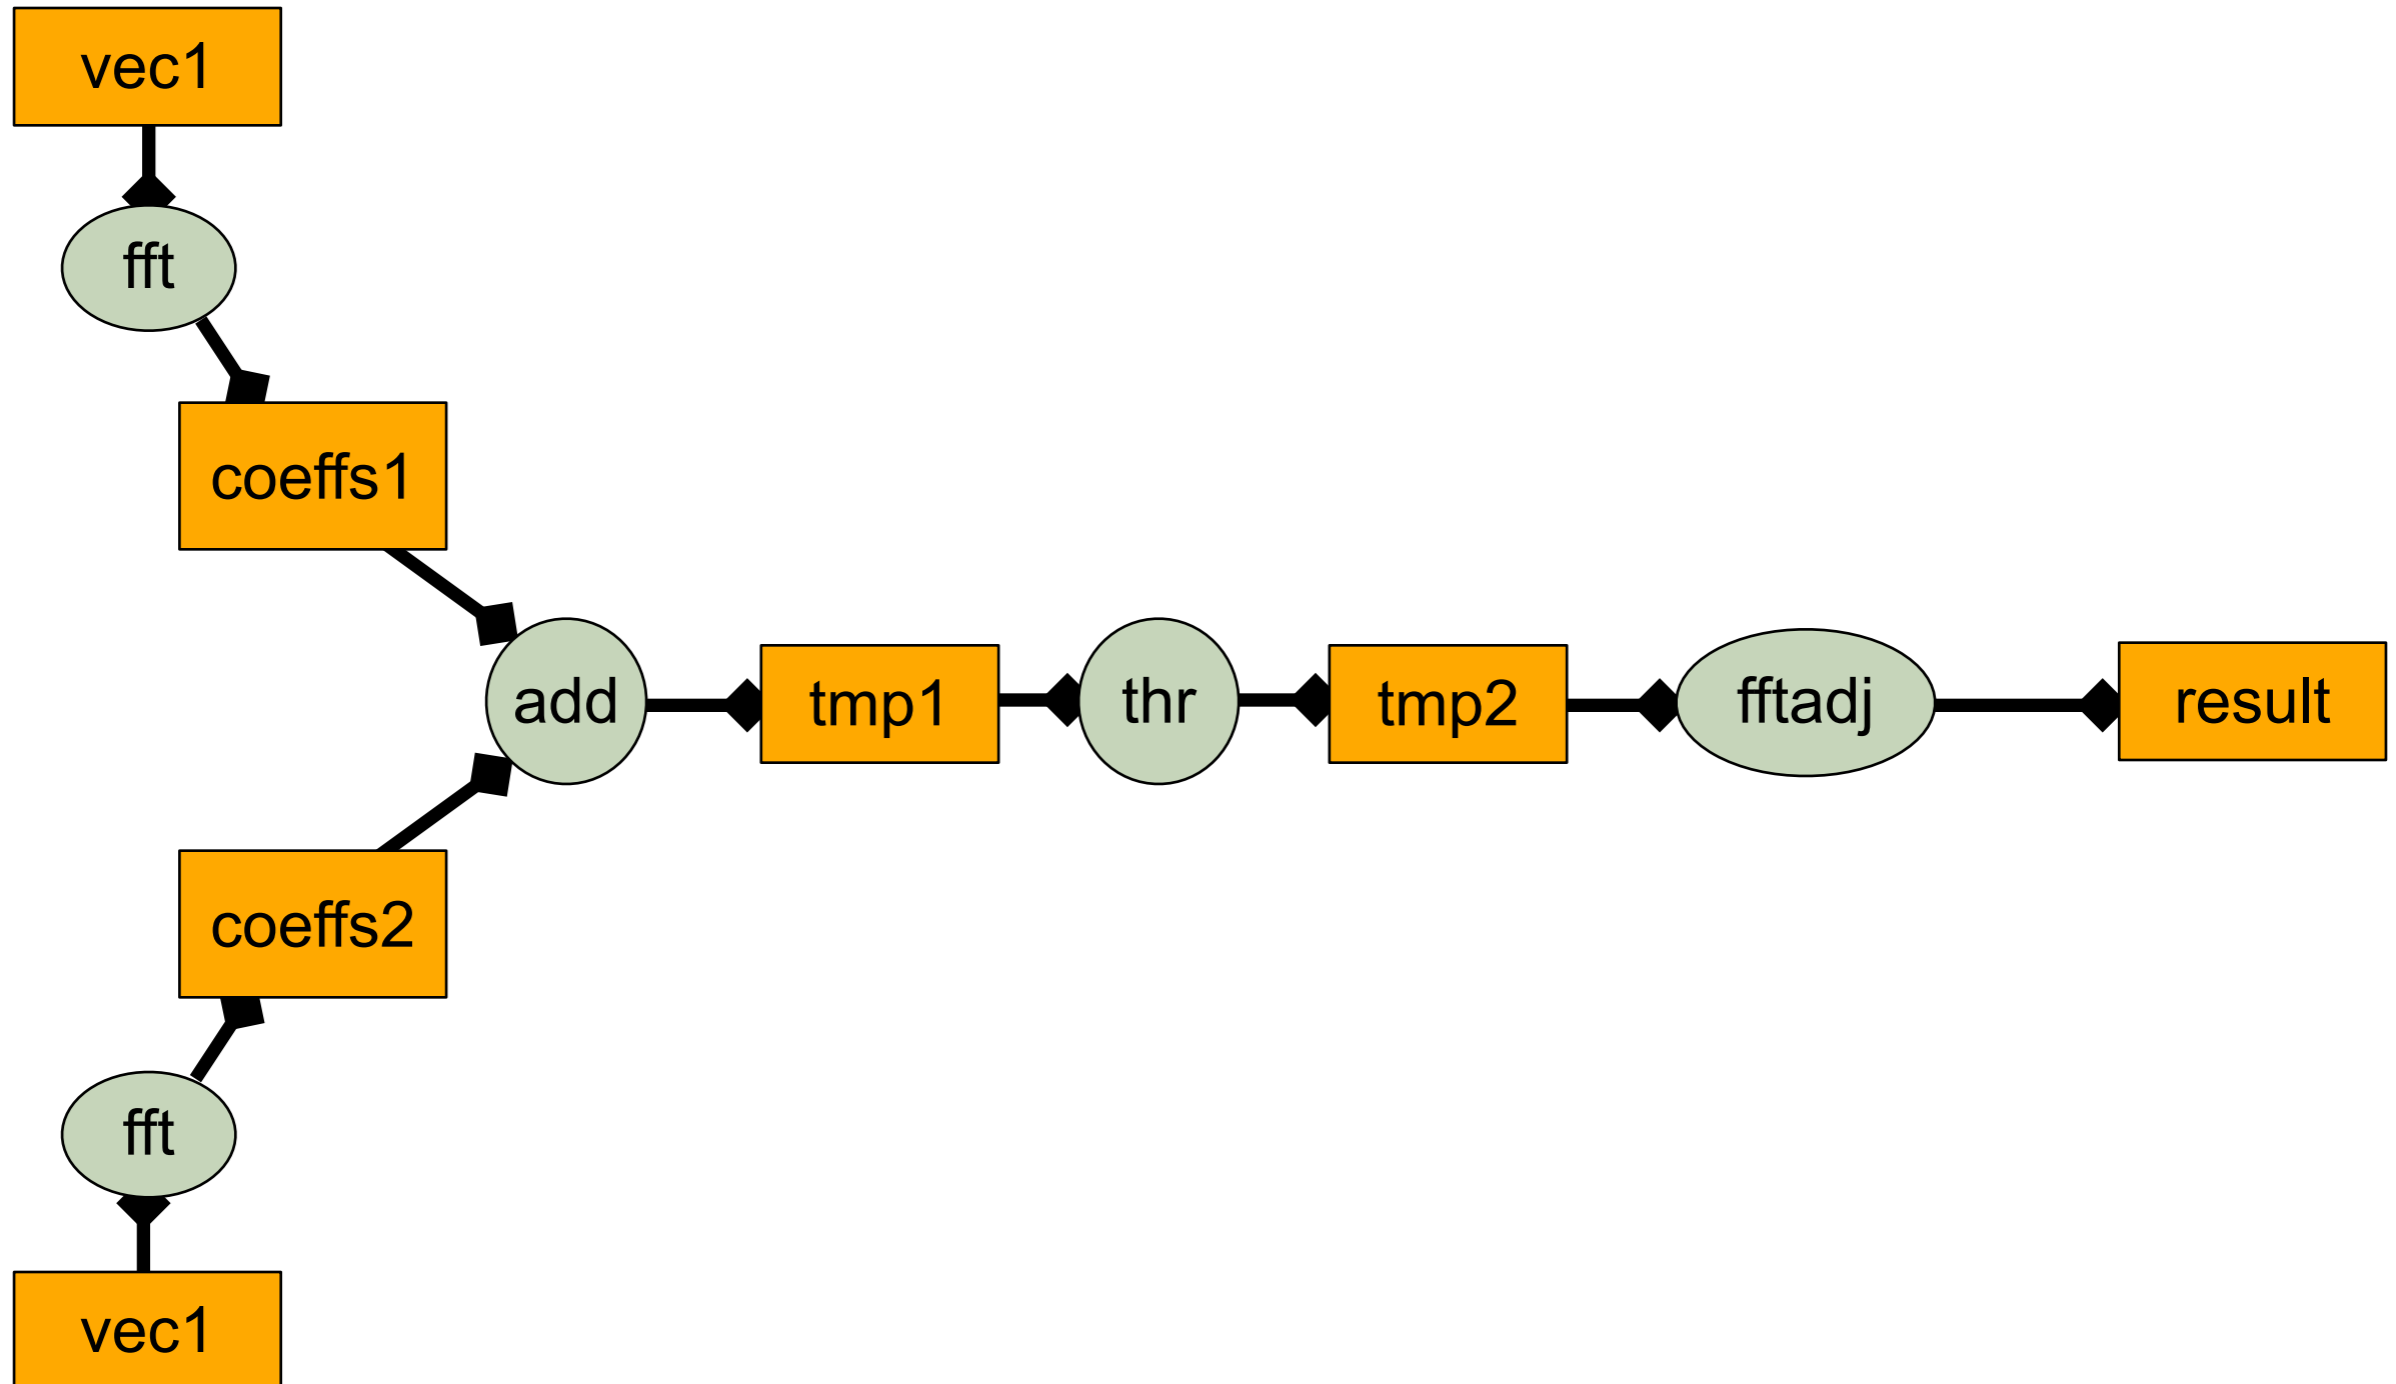 vec1
fft
coeffs1
add
tmp1
thr
tmp2
fftadj
result
coeffs2
fft
vec1